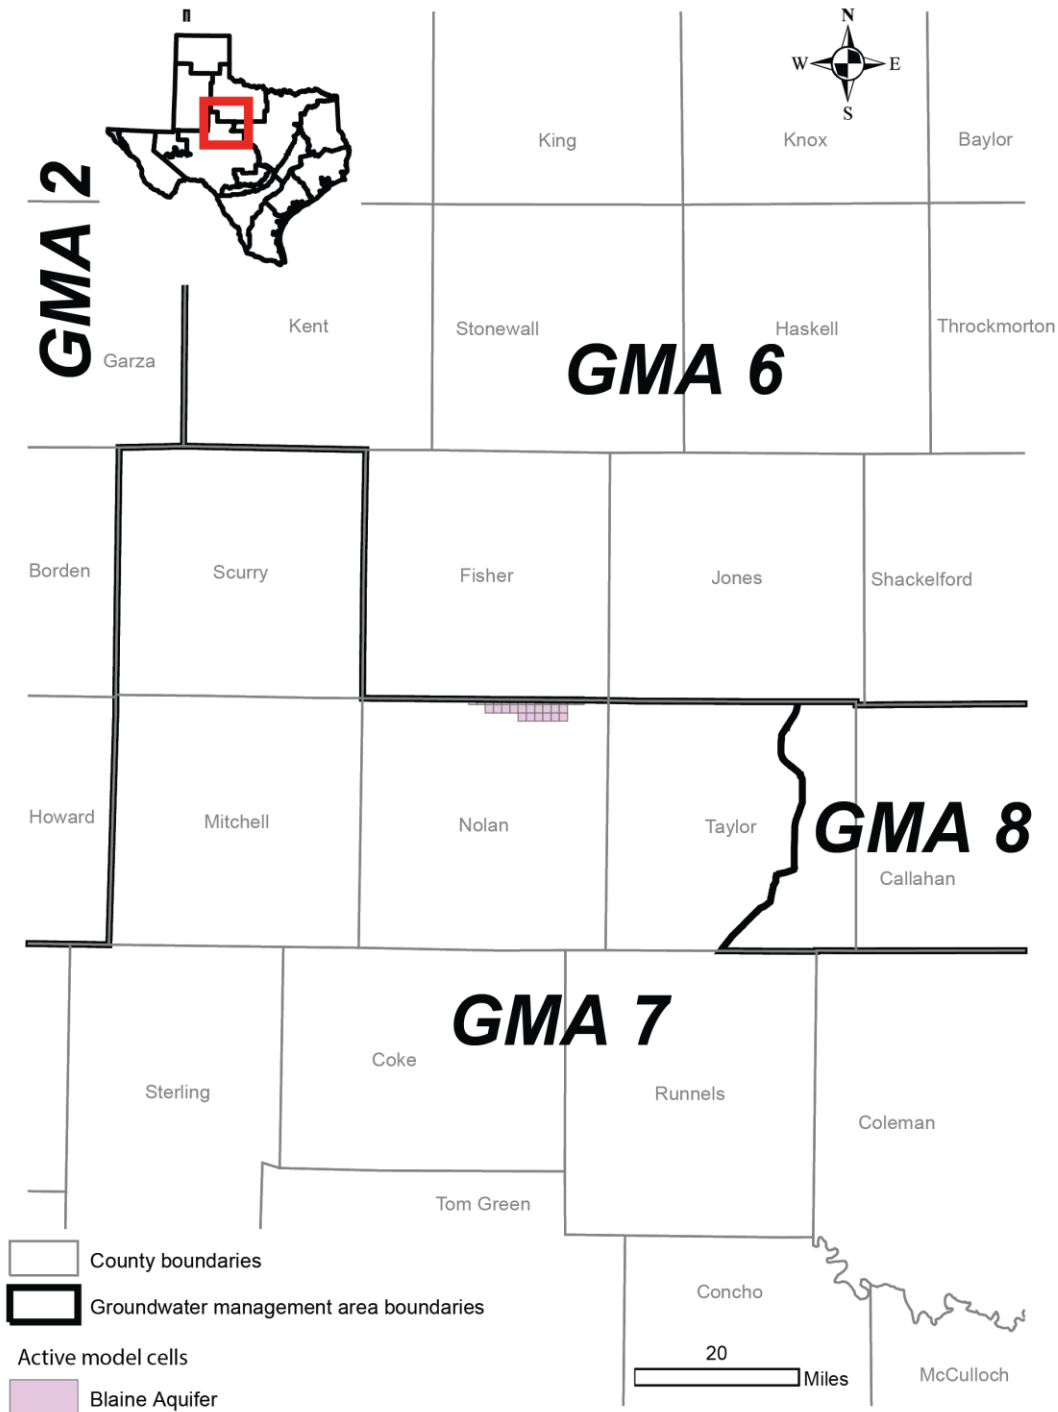 N
W E
S
King
Knox
Baylor
GMA 2
Garza
Kent
Stonewall
Haskell
Throckmorton
GMA 6
Borden
Scurry
Fisher
Jones
Shackelford
Howard
Mitchell
Nolan
Taylor
GMA 8
Callahan
GMA 7
Sterling
Coke
Runnels
Coleman
Tom Green
Concho
McCulloch
County boundaries
Groundwater management area boundaries
Active model cells
Blaine Aquifer
20
Miles